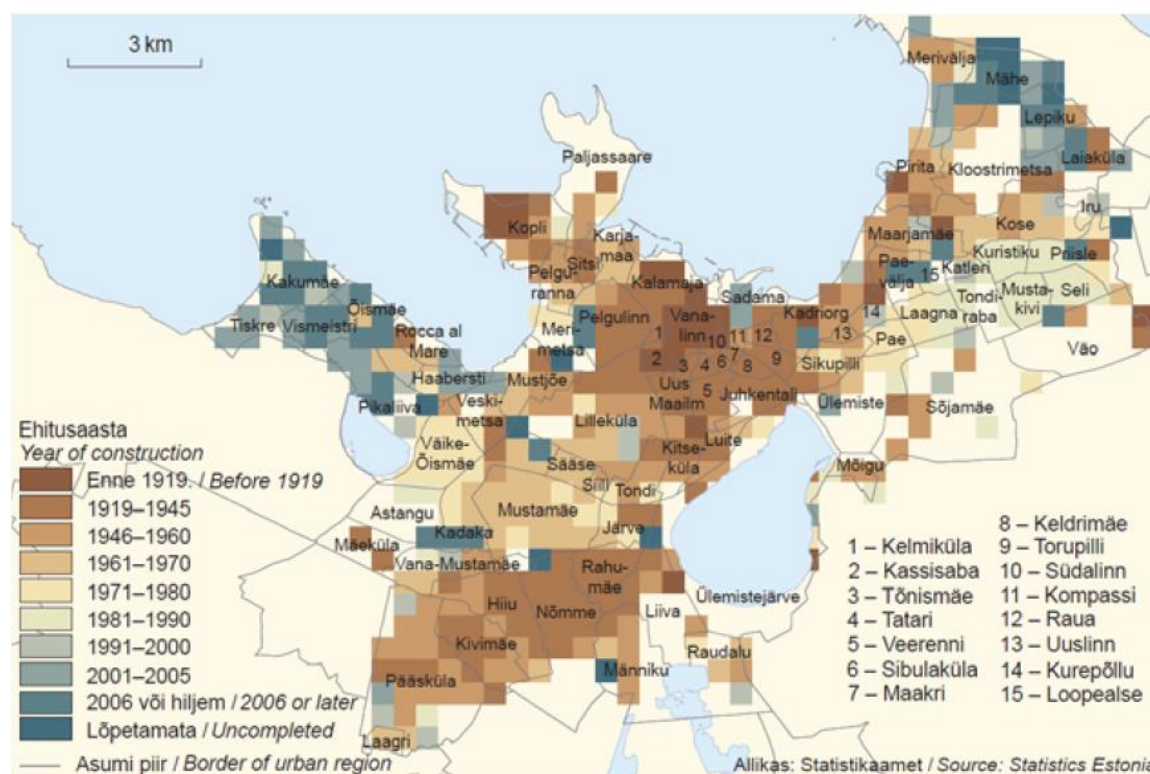 3 km
Merivälja
Mähe
Lepiku
Laiaküla
Paljassaare
Pirita
Kloostrimetsa
Iru
Kopli
Kose
Karja-
maa
Maarjamäe
Sitsi
Kuristiku
Priisle
Pelgu-
ranna
Pae-
välja
15
Katleri
Kakumäe
Kalamaja
Sadama
Tondi-
raba
Musta-
kivi
Seli
Õismäe
Tiskre
Vismeistri
Rocca al
Mare
Meri-
metsa
Pelgulinn
Vana-
linn
1
10
11
12
Kadriorg
13
14
Laagna
Pae
Väo
2
3
4
6
7
8
9
Sikupilli
Haabersti
Mustjõe
Uus
Maailm
5
Juhkentali
Ülemiste
Sõjamäe
Pikaliiva
Veski-
metsa
Lilleküla
Luite
Väike-
Õismäe
Sääse
Kitse-
küla
Mõigu
Siili
Tondi
Mustamäe
Astangu
Järve
Kadaka
Mäeküla
Vana-Mustamäe
Rahu-
mäe
Hiiu
Nõmme
Liiva
Ülemistejärve
Kivimäe
Raudalu
Männiku
Pääsküla
Laagri
Ehitusaasta
Year of construction
Enne 1919. / Before 1919
1919–1945
1946–1960
1961–1970
1971–1980
1981–1990
1991–2000
2001–2005
2006 või hiljem / 2006 or later
Lõpetamata / Uncompleted
Asumi piir / Border of urban region
1 – Kelmiküla
2 – Kassisaba
3 – Tõnismäe
4 – Tatari
5 – Veerenni
6 – Sibulaküla
7 – Maakri
8 – Keldrimäe
9 – Torupilli
10 – Südalinn
11 – Kompassi
12 – Raua
13 – Uuslinn
14 – Kurepõllu
15 – Loopealse
Allikas: Statistikaamet / Source: Statistics Estonia